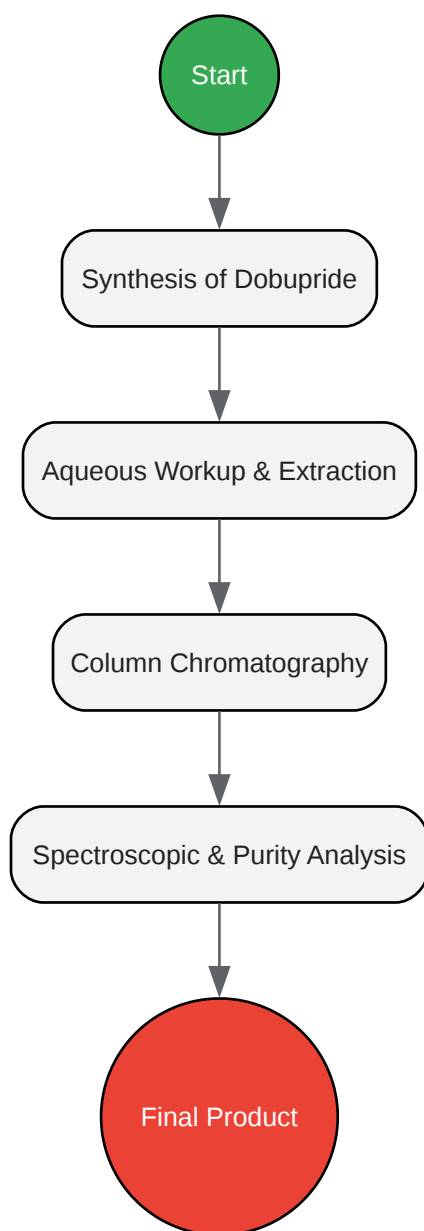 Start
Synthesis of Dobupride
Aqueous Workup & Extraction
Column Chromatography
Spectroscopic & Purity Analysis
Final Product